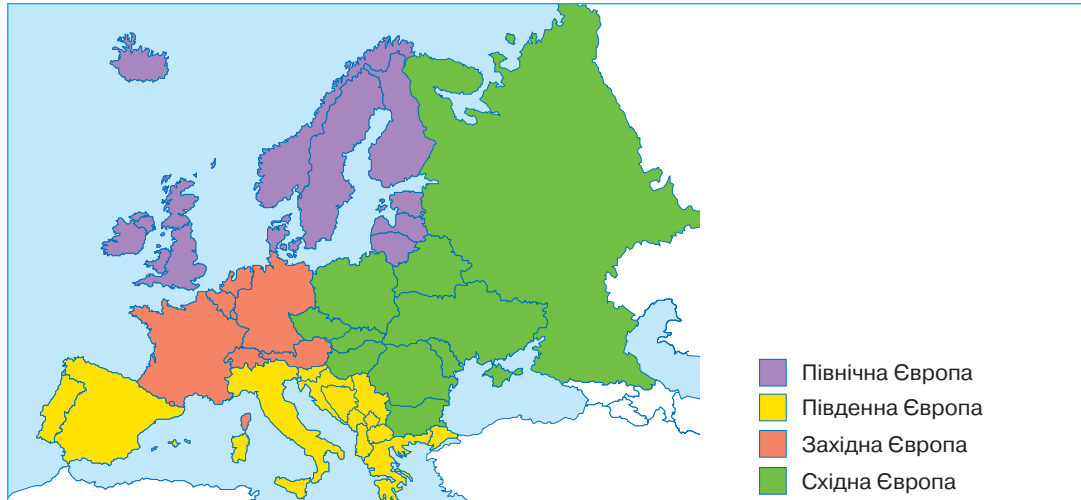 Північна Європа
Південна Європа
Західна Європа
Східна Європа